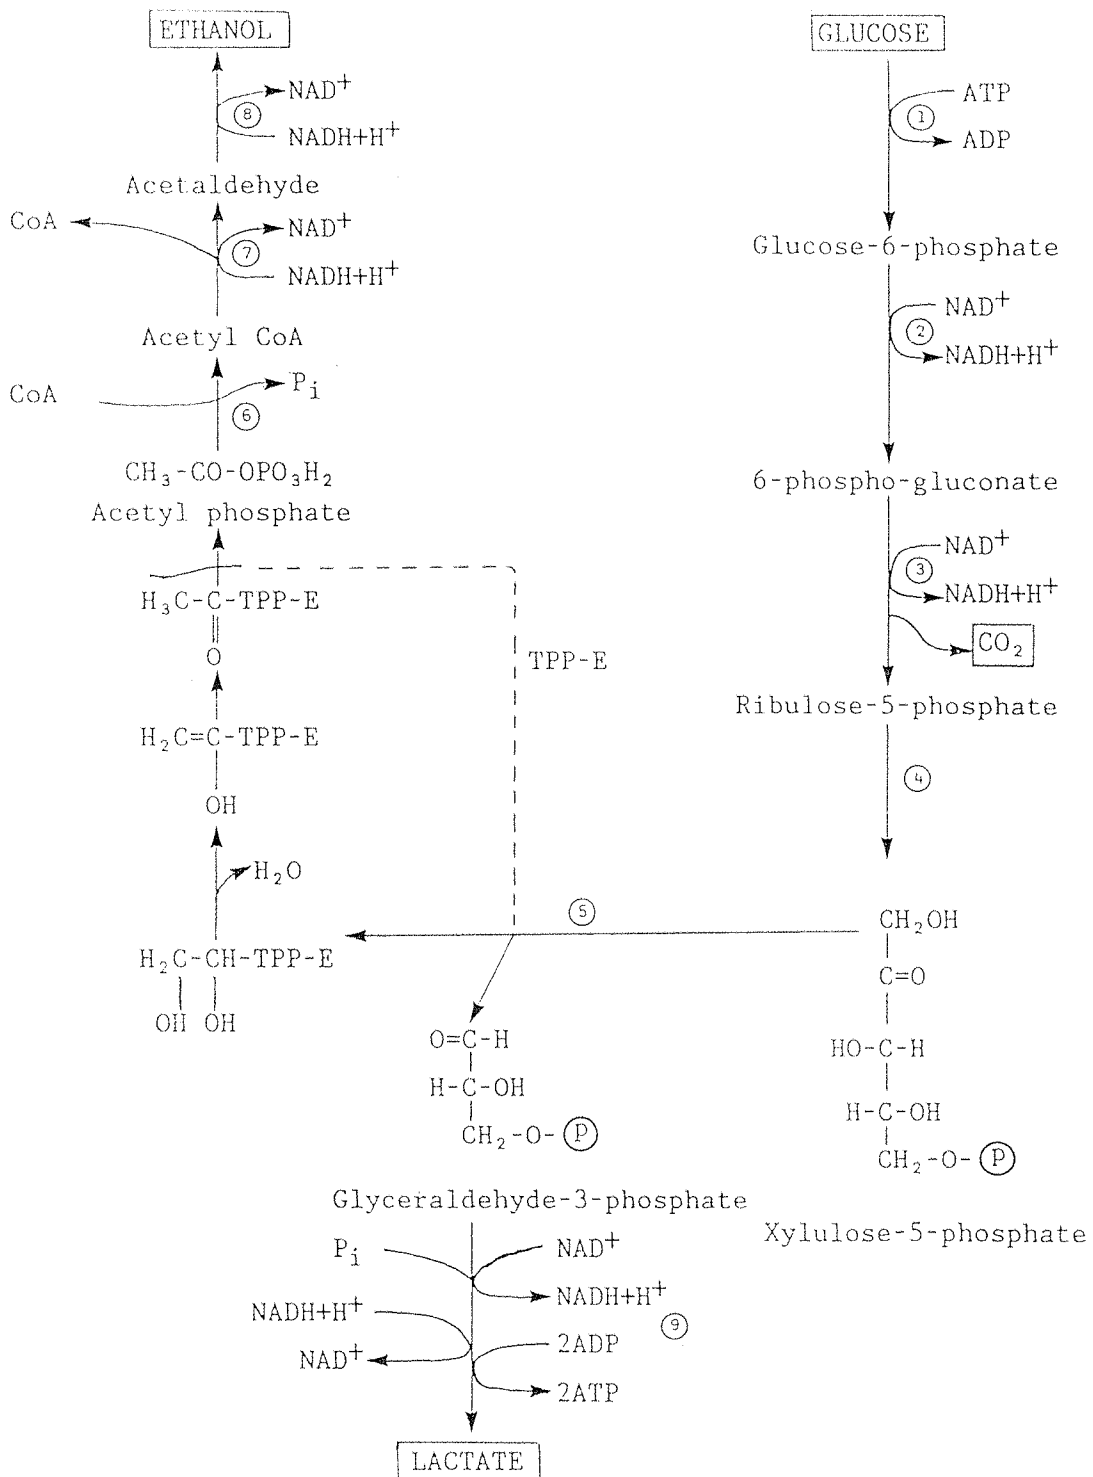 ETHANOL
NAD+
⑧
NADH+H+
Acetaldehyde
CoA
NAD+
⑦
NADH+H+
Acetyl CoA
CoA
Pi
⑥
CH3-CO-OPO3H2
Acetyl phosphate
H3C-C-TPP-E
O
TPP-E
H2C=C-TPP-E
OH
H2O
H2C-CH-TPP-E
OH OH
GLUCOSE
ATP
①
ADP
Glucose-6-phosphate
NAD+
②
NADH+H+
6-phospho-gluconate
NAD+
③
NADH+H+
CO2
Ribulose-5-phosphate
④
⑤
CH2OH
C=O
HO-C-H
H-C-OH
CH2-O-P
Xylulose-5-phosphate
O=C-H
H-C-OH
CH2-O-P
Glyceraldehyde-3-phosphate
Pi
NAD+
NADH+H+
NADH+H+
⑨
2ADP
NAD+
2ATP
LACTATE